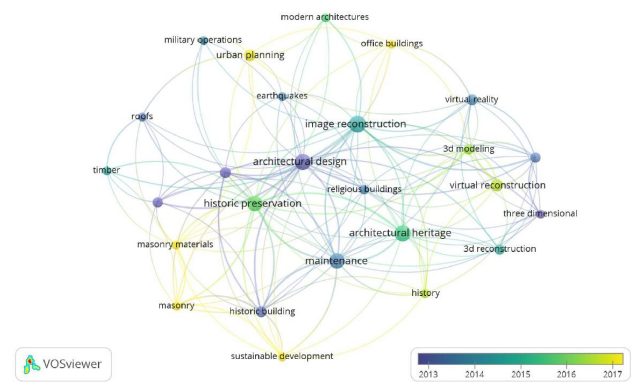 modern architectures
military operations
office buildings
urban planning
earthquakes
virtual reality
roofs
image reconstruction
3d modeling
architectural design
timber
religious buildings
virtual reconstruction
historic preservation
three dimensional
architectural heritage
masonry materials
3d reconstruction
maintenance
history
masonry
historic building
sustainable development
VOSviewer
2013 2014 2015 2016 2017